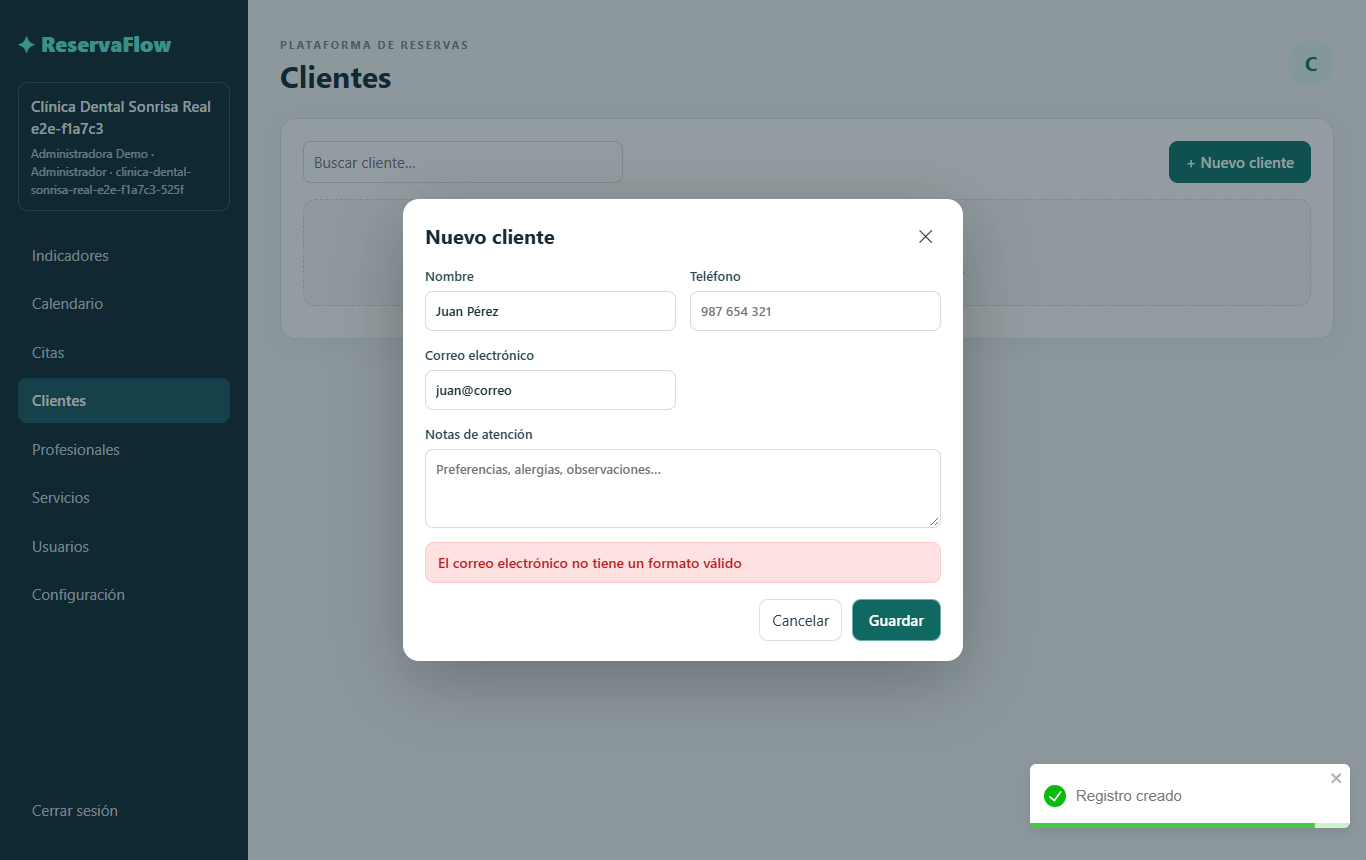 ✦ ReservaFlow
Clínica Dental Sonrisa Real
e2e-f1a7c3
Administradora Demo ·
Administrador · clinica-dental-
sonrisa-real-e2e-f1a7c3-525f
Indicadores
Calendario
Citas
Clientes
Profesionales
Servicios
Usuarios
Configuración
Cerrar sesión
PLATAFORMA DE RESERVAS
Clientes
C
Buscar cliente...
+ Nuevo cliente
Nuevo cliente
Nombre
Teléfono
Juan Pérez
987 654 321
Correo electrónico
juan@correo
Notas de atención
Preferencias, alergias, observaciones...
El correo electrónico no tiene un formato válido
Cancelar
Guardar
Registro creado